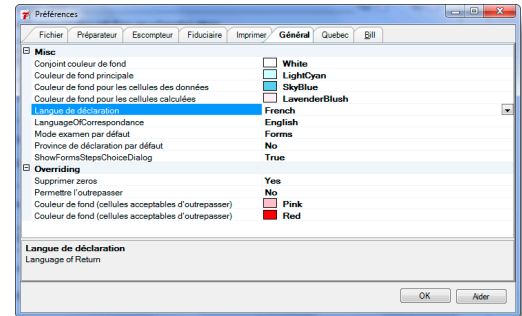 Préférences
Fichier Préparateur Escompteur Fiduciaire Imprimer Général Quebec Bill
Misc
Conjoint couleur de fond White
Couleur de fond principale LightCyan
Couleur de fond pour les cellules des données SkyBlue
Couleur de fond pour les cellules calculées LavenderBlush
Langue de déclaration French
LanguageOfCorrespondance English
Mode examen par défaut Forms
Province de déclaration par défaut No
ShowFormsStepsChoiceDialog True
Overriding
Supprimer zeros Yes
Permettre l'outrepasser No
Couleur de fond (cellules acceptables d'outrepasser) Pink
Couleur de fond (cellules acceptables d'outrepasser) Red
Langue de déclaration
Language of Return
OK Aider